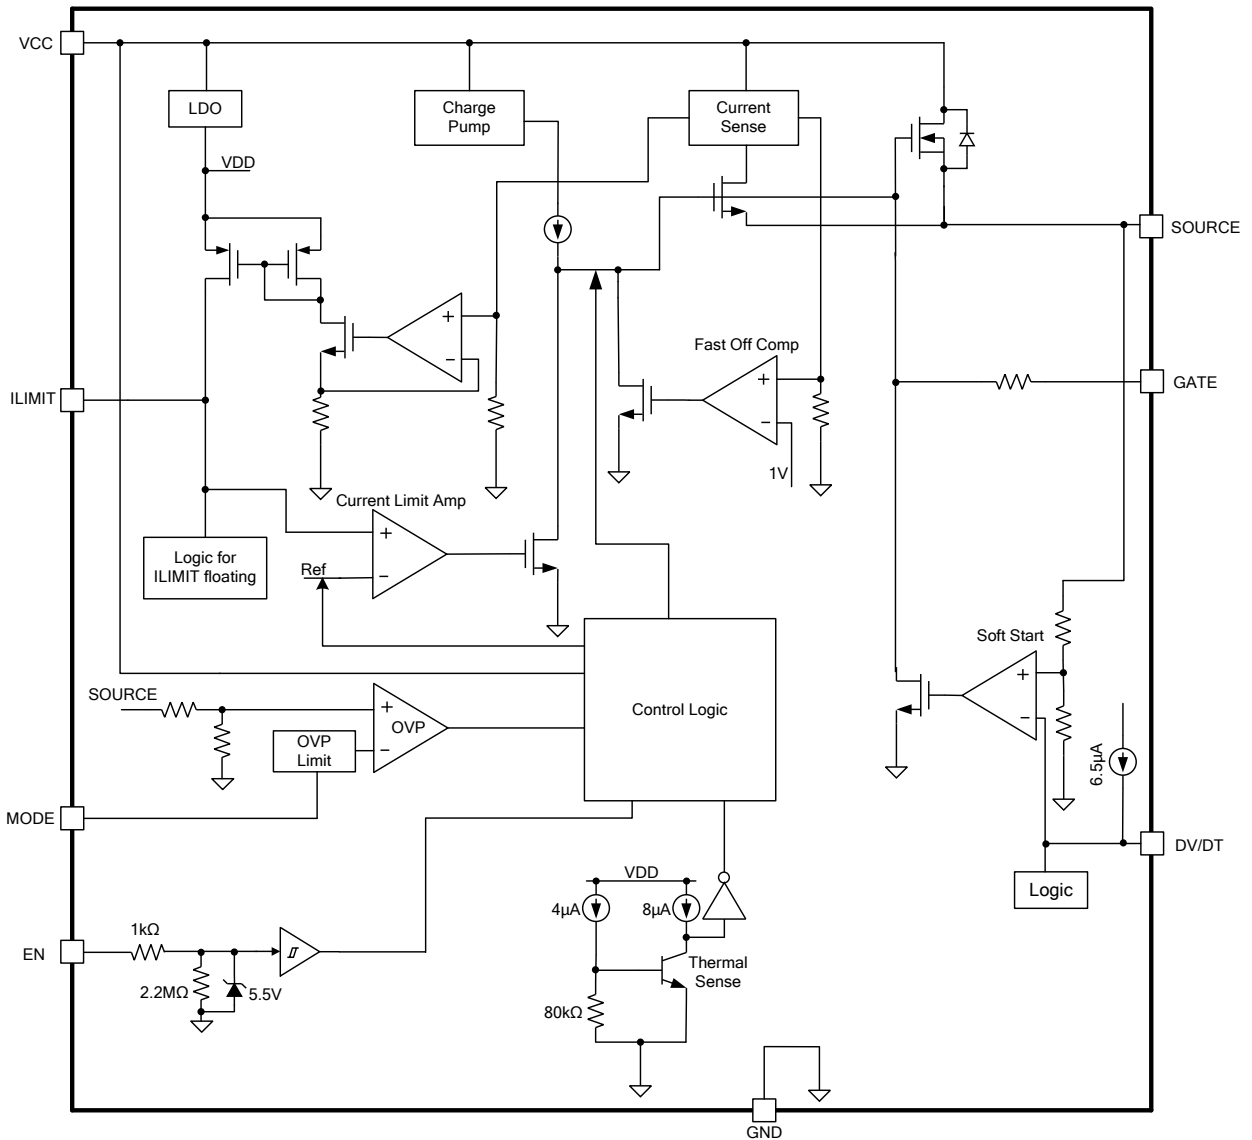 VCC
LDO
Charge
Pump
Current
Sense
VDD
SOURCE
Fast Off Comp
+
−
+
−
GATE
ILIMIT
1V
Current Limit Amp
+
−
Logic for
ILIMIT floating
Ref
Soft Start
+
−
SOURCE
+
OVP
−
OVP
Limit
Control Logic
6.5µA
MODE
DV/DT
VDD
Logic
4µA
8µA
1kΩ
EN
Thermal
Sense
2.2MΩ
5.5V
80kΩ
GND